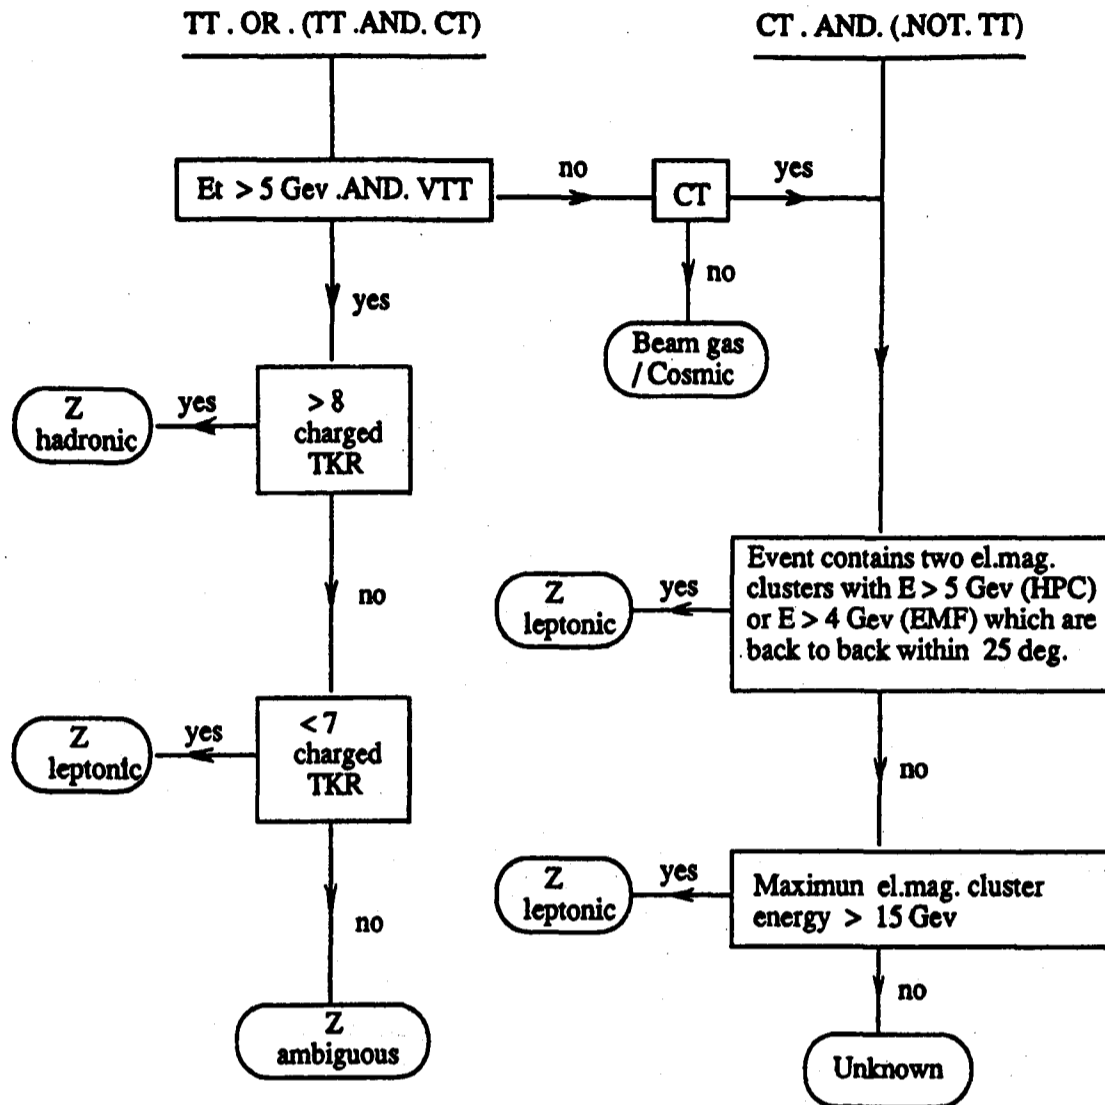 TT . OR . (TT .AND. CT)
CT . AND. (.NOT. TT)
Et > 5 Gev .AND. VTT
no
CT
yes
no
Beam gas
/ Cosmic
yes
> 8
charged
TKR
yes
Z
hadronic
no
< 7
charged
TKR
yes
Z
leptonic
no
Z
ambiguous
Event contains two el.mag.
clusters with E > 5 Gev (HPC)
or E > 4 Gev (EMF) which are
back to back within 25 deg.
yes
Z
leptonic
no
Maximun el.mag. cluster
energy > 15 Gev
yes
Z
leptonic
no
Unknown